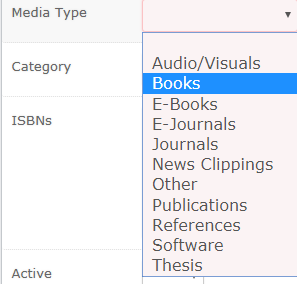 Media Type
Audio/Visuals
Category
Books
E-Books
ISBNs
E-Journals
Journals
News Clippings
Other
Publications
References
Software
Thesis
Active